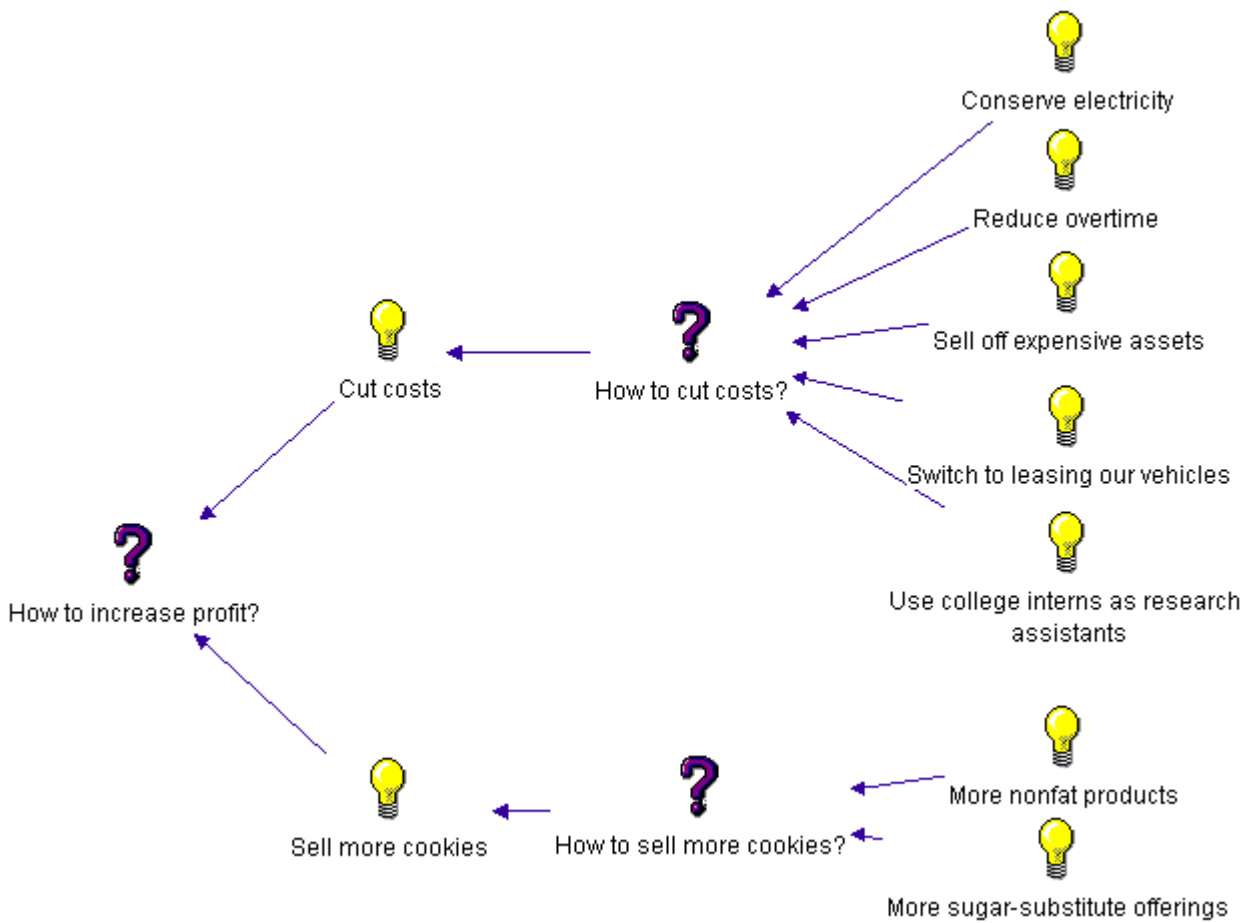 Conserve electricity
Reduce overtime
Sell off expensive assets
Cut costs
How to cut costs?
Switch to leasing our vehicles
How to increase profit?
Use college interns as research
assistants
More nonfat products
Sell more cookies
How to sell more cookies?
More sugar-substitute offerings